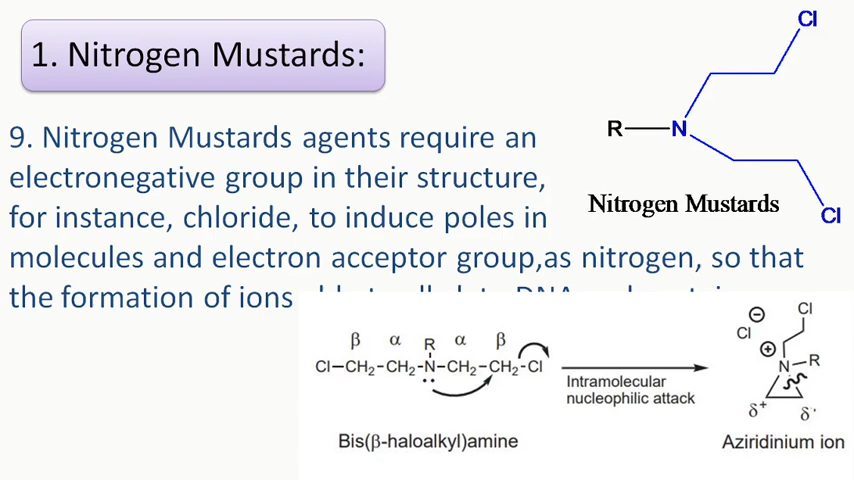 1. Nitrogen Mustards:
Cl
R—N
Cl
Nitrogen Mustards
9. Nitrogen Mustards agents require an
electronegative group in their structure,
for instance, chloride, to induce poles in
molecules and electron acceptor group,as nitrogen, so that
the formation of ions
β α R α β
Cl–CH₂–CH₂–N–CH₂–CH₂–Cl
Bis(β-haloalkyl)amine
Intramolecular
nucleophilic attack
⊖ Cl
Cl
⊕
N–R
δ⁺ δ⁻
Aziridinium ion